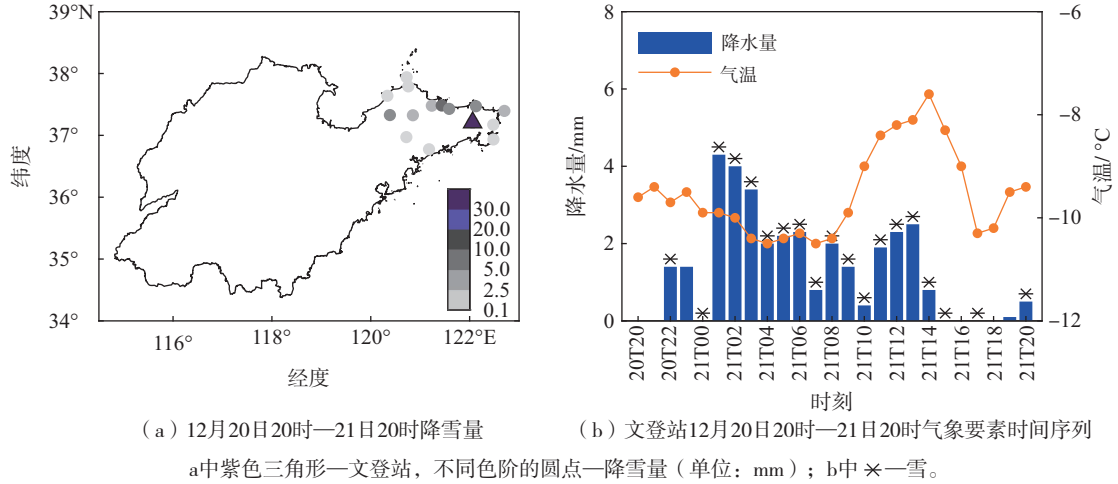 39°N
38°
37°
36°
35°
34°
纬度
116°
118°
120°
122°E
经度
30.0
20.0
10.0
5.0
2.5
0.1
8
6
4
2
0
降水量/mm
降水量
气温
-6
-8
-10
-12
气温/℃
20T20
20T22
21T00
21T02
21T04
21T06
21T08
21T10
21T12
21T14
21T16
21T18
21T20
时刻
（a）12月20日20时—21日20时降雪量
（b）文登站12月20日20时—21日20时气象要素时间序列
a中紫色三角形—文登站，不同色阶的圆点—降雪量（单位：mm）；b中 ✳—雪。